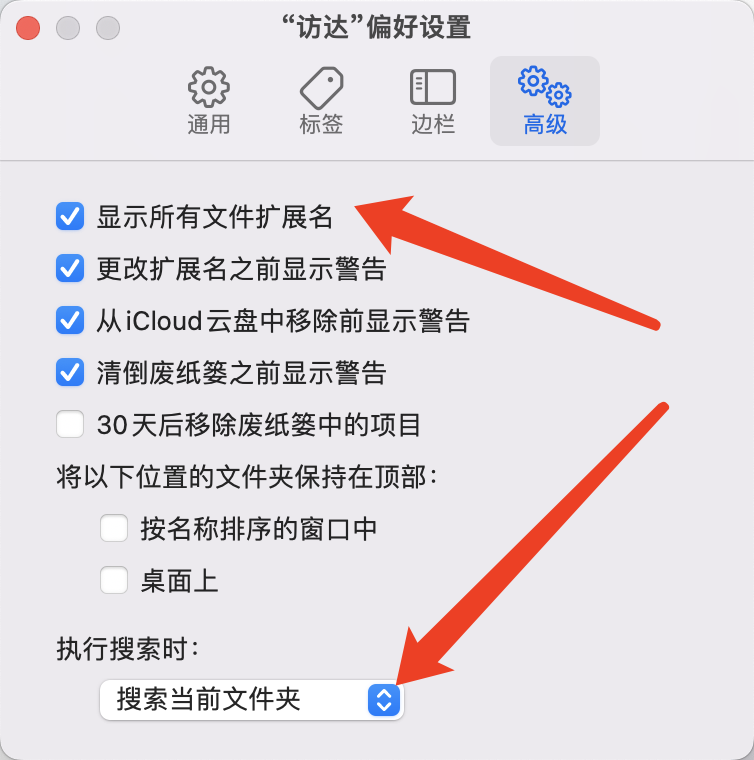 “访达”偏好设置
通用 标签 边栏 高级
显示所有文件扩展名
更改扩展名之前显示警告
从iCloud云盘中移除前显示警告
清倒废纸篓之前显示警告
30天后移除废纸篓中的项目
将以下位置的文件夹保持在顶部：
按名称排序的窗口中
桌面上
执行搜索时：
搜索当前文件夹